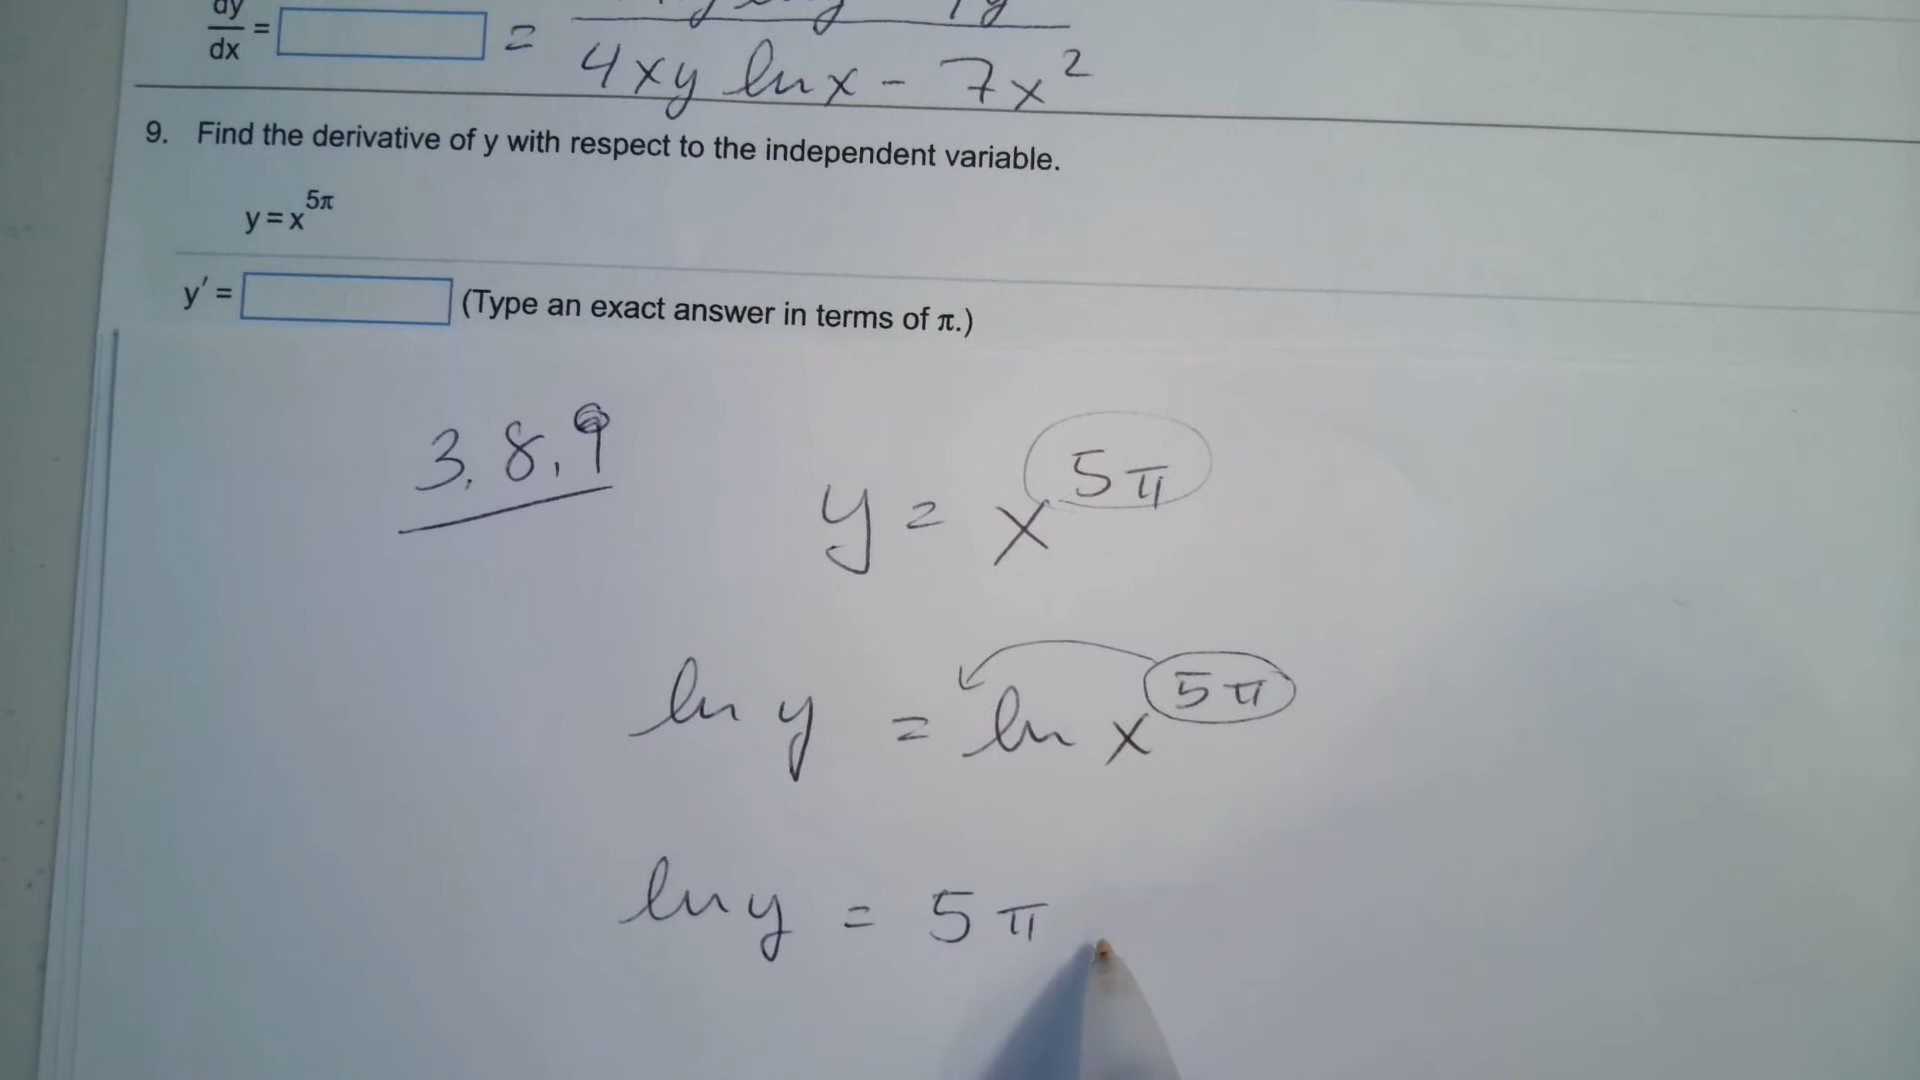 dy
dx = =
4xy ln x - 7x²
9. Find the derivative of y with respect to the independent variable.
y = x^5π
y' = (Type an exact answer in terms of π.)
3.8.9
y = x^5π
ln y = ln x^5π
ln y = 5π